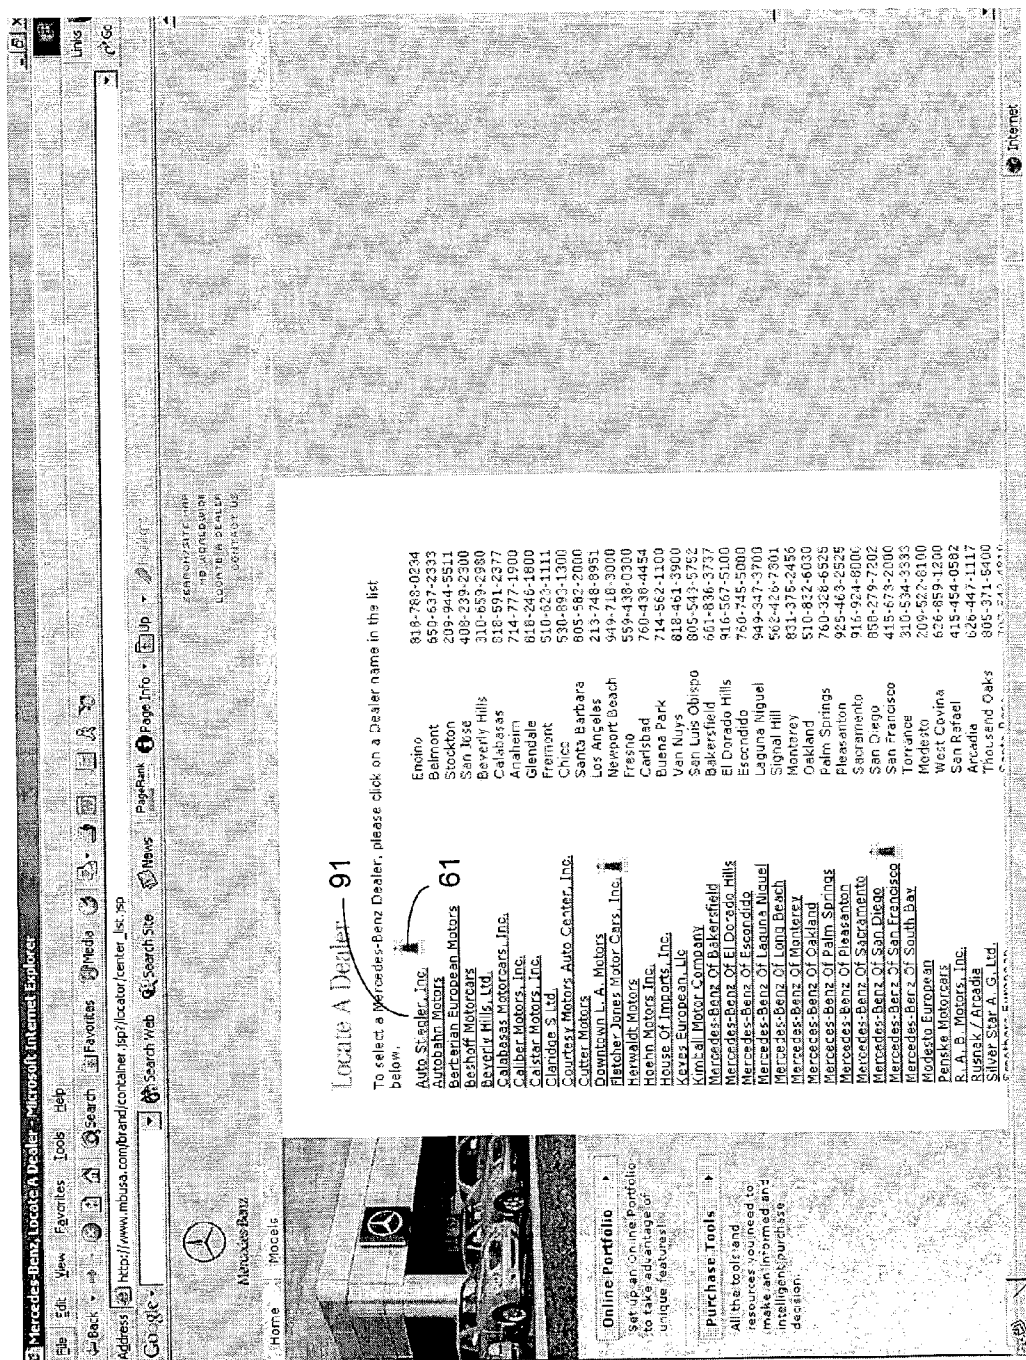 Mercedes-Benz Locate A Dealer - Microsoft Internet Explorer
File Edit View Favorites Tools Help
Back Search Favorites Media
Address http://www.mbusa.com/brand/container.jsp?/locator/center_list.jsp Go Links
Google Search Web Search Site News PageRank Page Info Up
Mercedes-Benz
SEARCH/SITE MAP
MB WORLDWIDE
LOCATE A DEALER
CONTACT US
Home Models
Locate A Dealer
91
To select a Mercedes-Benz Dealer, please click on a Dealer name in the list
below.
61
Auto Stiegler, Inc. Encino 818-788-0234
Autobahn Motors Belmont 650-637-2333
Berberian European Motors Stockton 209-944-5511
Beshoff Motorcars San Jose 408-239-2300
Beverly Hills, Ltd. Beverly Hills 310-659-2980
Calabasas Motorcars, Inc. Calabasas 818-591-2377
Caliber Motors, Inc. Anaheim 714-777-1900
Calstar Motors, Inc. Glendale 818-246-1800
Claridge'S Ltd. Fremont 510-623-1111
Courtesy Motors Auto Center, Inc. Chico 530-893-1300
Cutter Motors Santa Barbara 805-582-2000
Downtown L. A. Motors Los Angeles 213-748-8951
Fletcher Jones Motor Cars, Inc. Newport Beach 949-718-3000
Herwaldt Motors Fresno 559-438-0300
Hoehn Motors Inc. Carlsbad 760-438-4454
House Of Imports, Inc. Buena Park 714-562-1100
Keyes European, Llc Van Nuys 818-461-3900
Kimball Motor Company San Luis Obispo 805-543-5752
Mercedes-Benz Of Bakersfield Bakersfield 661-836-3737
Mercedes-Benz Of El Dorado Hills El Dorado Hills 916-567-5100
Mercedes-Benz Of Escondido Escondido 760-745-5000
Mercedes-Benz Of Laguna Niguel Laguna Niguel 949-347-3700
Mercedes-Benz Of Long Beach Signal Hill 562-426-7301
Mercedes-Benz Of Monterey Monterey 831-375-2456
Mercedes-Benz Of Oakland Oakland 510-832-6030
Mercedes-Benz Of Palm Springs Palm Springs 760-328-6525
Mercedes-Benz Of Pleasanton Pleasanton 925-463-2525
Mercedes-Benz Of Sacramento Sacramento 916-924-8000
Mercedes-Benz Of San Diego San Diego 858-279-7202
Mercedes-Benz Of San Francisco San Francisco 415-673-2000
Mercedes-Benz Of South Bay Torrance 310-534-3333
Modesto European Modesto 209-522-8100
Penske Motorcars West Covina 626-859-1200
R. A. B. Motors, Inc. San Rafael 415-454-0582
Rusnak / Arcadia Arcadia 626-447-1117
Silver Star A. G. Ltd. Thousand Oaks 805-371-5400
Online Portfolio
Set up an Online Portfolio
to take advantage of
unique features!
Purchase Tools
All the tools and
resources you need to
make an informed and
intelligent purchase
decision.
Internet